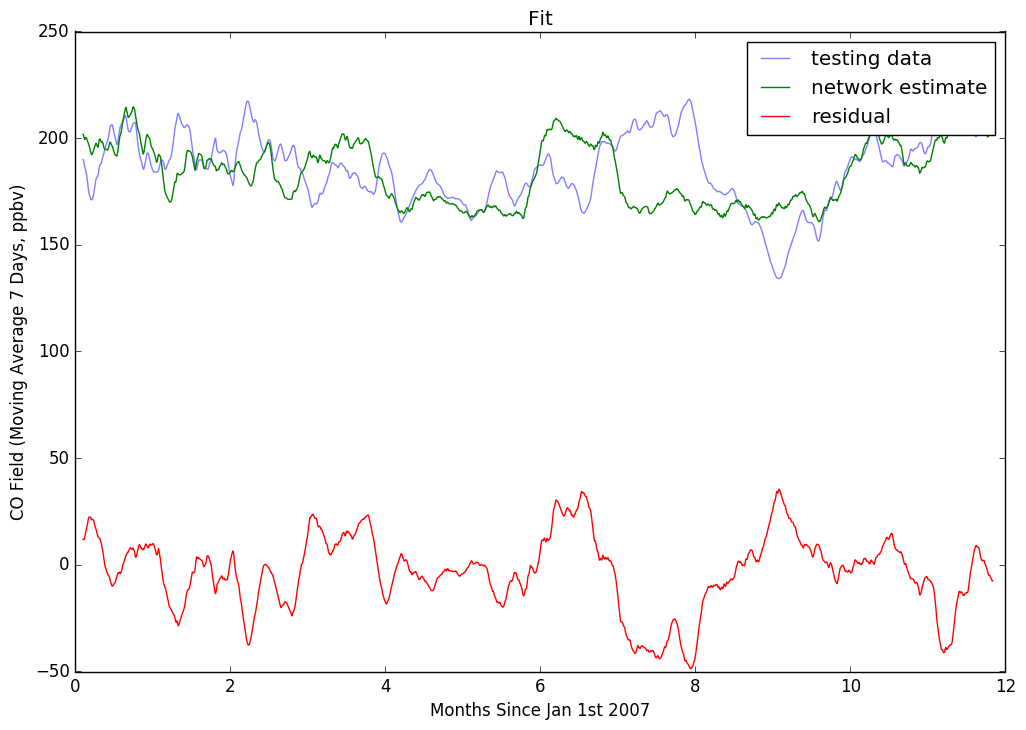 Fit
250
200
150
100
50
0
−50
CO Field (Moving Average 7 Days, ppbv)
testing data
network estimate
residual
0 2 4 6 8 10 12
Months Since Jan 1st 2007